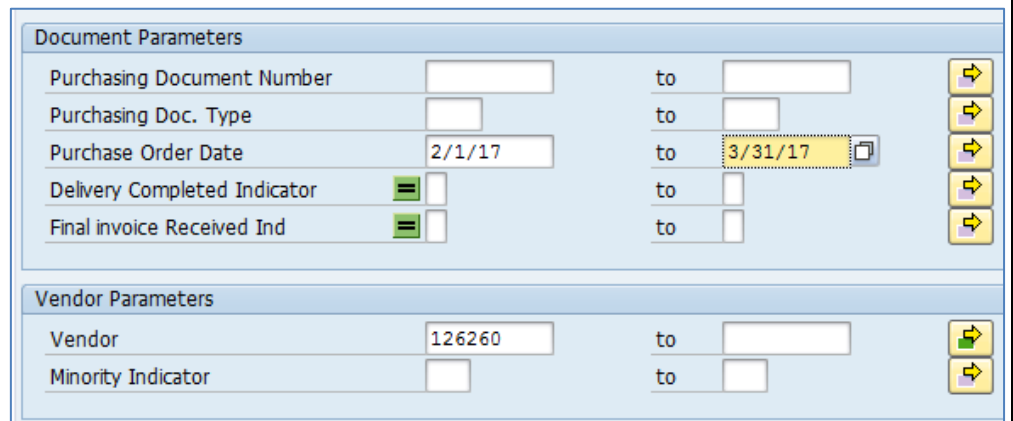 Document Parameters
Purchasing Document Number to
Purchasing Doc. Type to
Purchase Order Date 2/1/17 to 3/31/17
Delivery Completed Indicator = to
Final invoice Received Ind = to
Vendor Parameters
Vendor 126260 to
Minority Indicator to